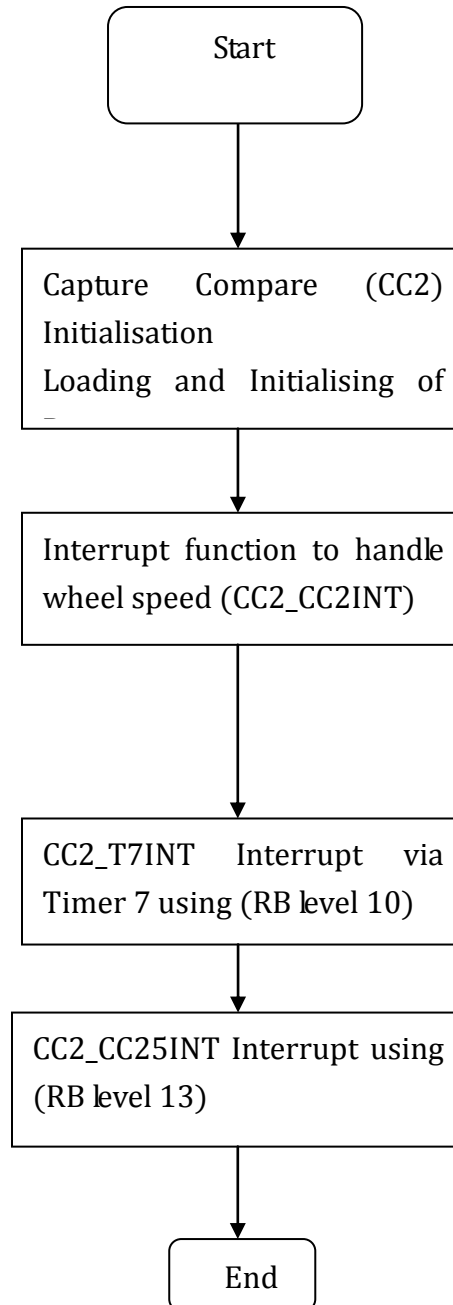 Start
Capture Compare (CC2)
Initialisation
Loading and Initialising of
Interrupt function to handle
wheel speed (CC2_CC2INT)
CC2_T7INT Interrupt via
Timer 7 using (RB level 10)
CC2_CC25INT Interrupt using
(RB level 13)
End